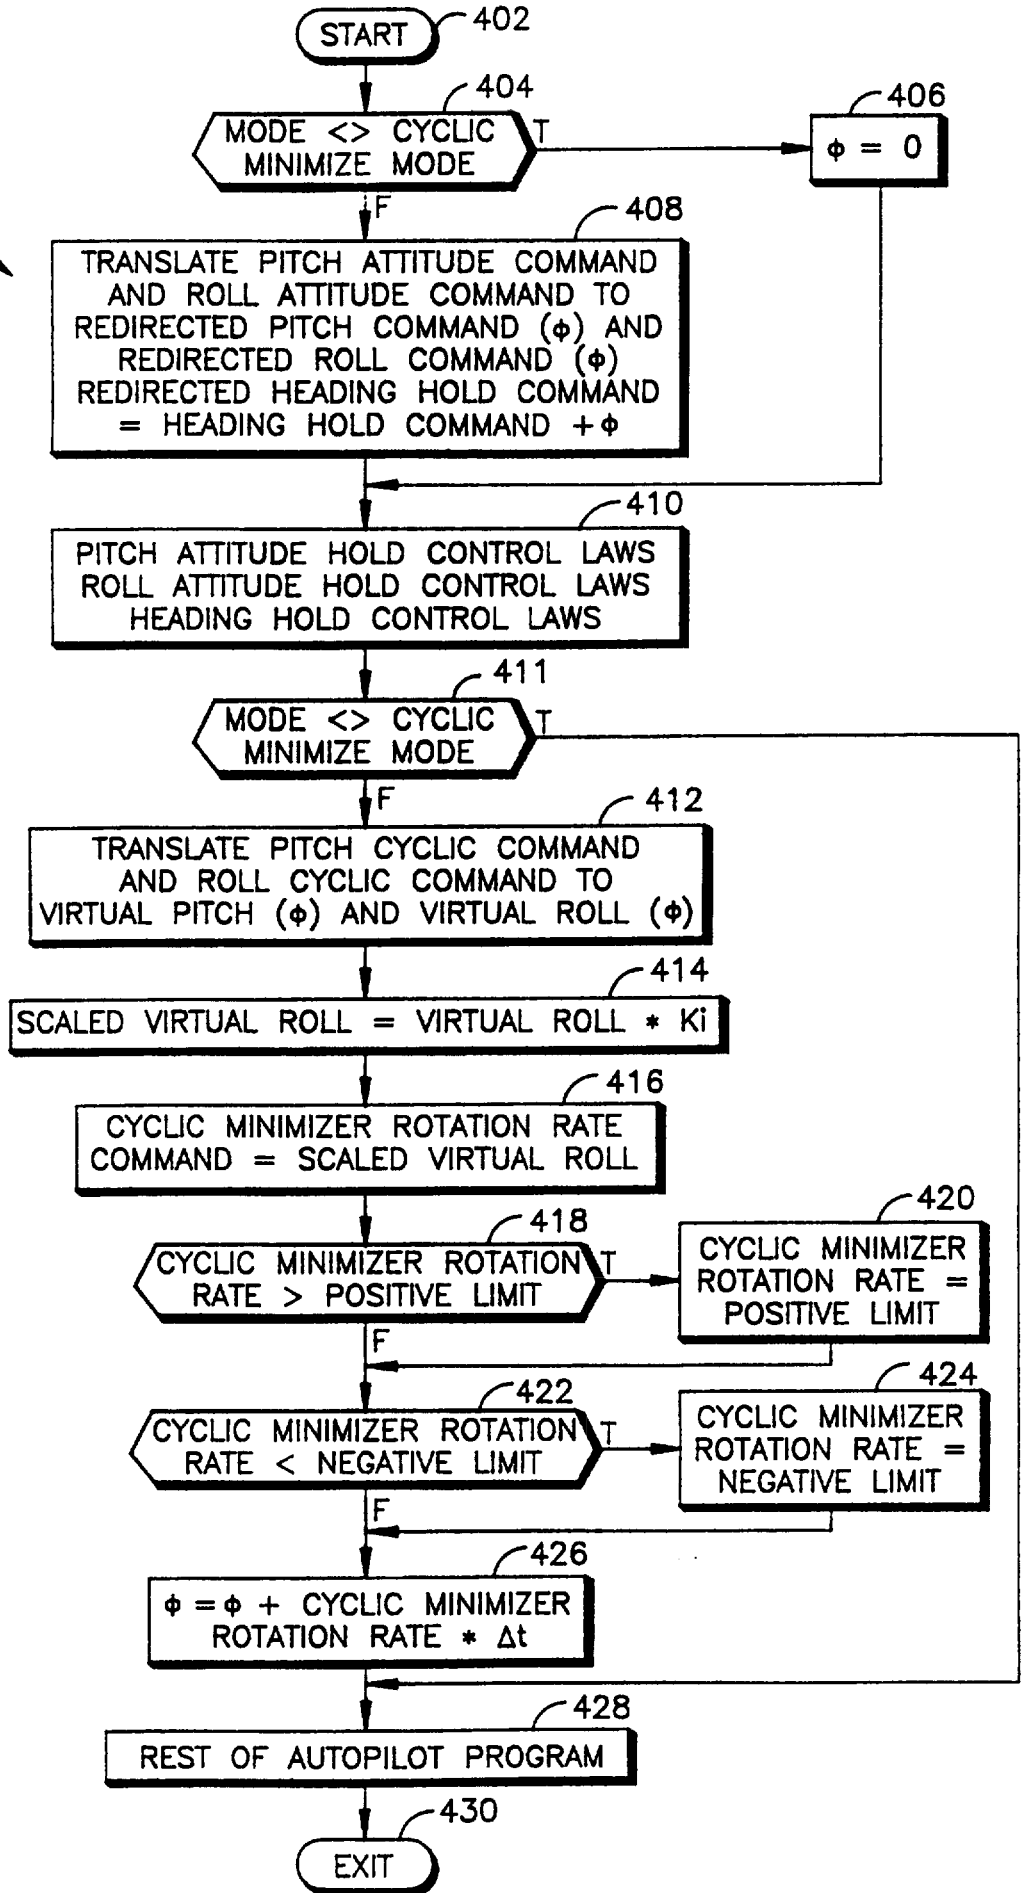 START
402
404
MODE <> CYCLIC
MINIMIZE MODE
T
406
ϕ = 0
F
408
TRANSLATE PITCH ATTITUDE COMMAND
AND ROLL ATTITUDE COMMAND TO
REDIRECTED PITCH COMMAND (ϕ) AND
REDIRECTED ROLL COMMAND (ϕ)
REDIRECTED HEADING HOLD COMMAND
= HEADING HOLD COMMAND +ϕ
410
PITCH ATTITUDE HOLD CONTROL LAWS
ROLL ATTITUDE HOLD CONTROL LAWS
HEADING HOLD CONTROL LAWS
411
MODE <> CYCLIC
MINIMIZE MODE
T
F
412
TRANSLATE PITCH CYCLIC COMMAND
AND ROLL CYCLIC COMMAND TO
VIRTUAL PITCH (ϕ) AND VIRTUAL ROLL (ϕ)
414
SCALED VIRTUAL ROLL = VIRTUAL ROLL * Ki
416
CYCLIC MINIMIZER ROTATION RATE
COMMAND = SCALED VIRTUAL ROLL
418
CYCLIC MINIMIZER ROTATION
RATE > POSITIVE LIMIT
T
420
CYCLIC MINIMIZER
ROTATION RATE =
POSITIVE LIMIT
F
422
CYCLIC MINIMIZER ROTATION
RATE < NEGATIVE LIMIT
T
424
CYCLIC MINIMIZER
ROTATION RATE =
NEGATIVE LIMIT
F
426
ϕ = ϕ + CYCLIC MINIMIZER
ROTATION RATE * Δt
428
REST OF AUTOPILOT PROGRAM
430
EXIT